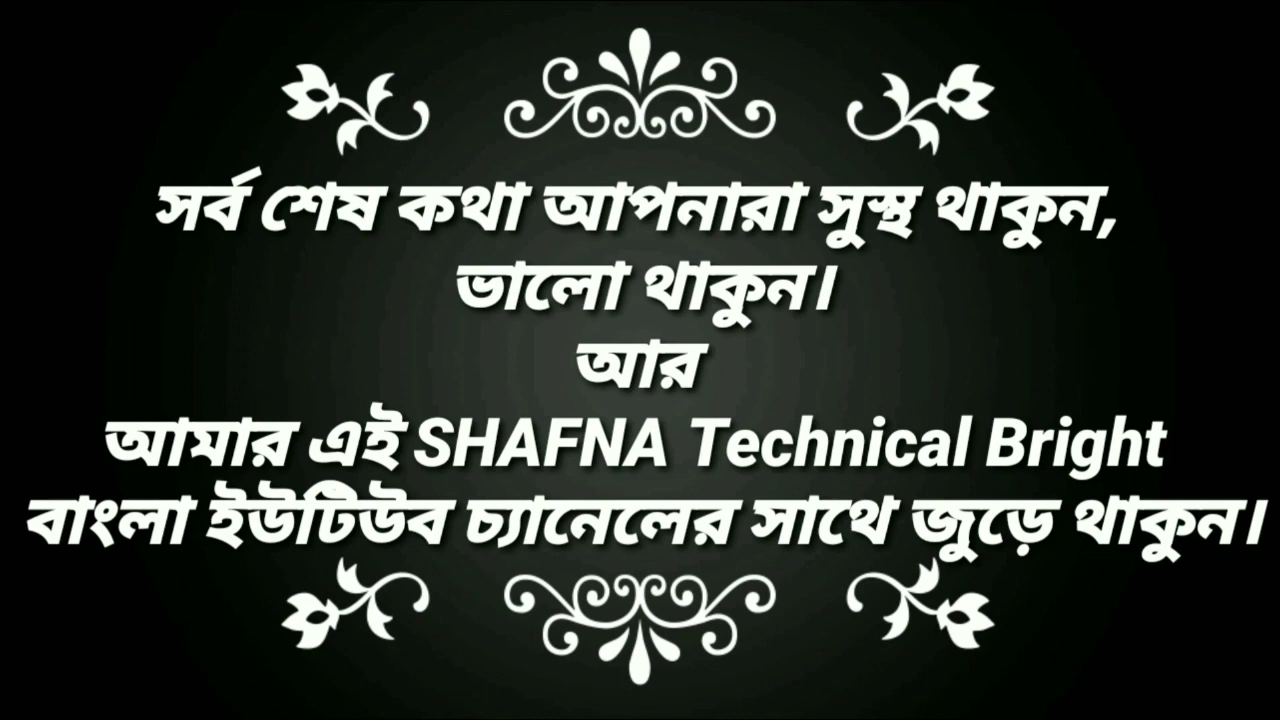 সর্ব শেষ কথা আপনারা সুস্থ থাকুন,
ভালো থাকুন।
আর
আমার এই SHAFNA Technical Bright
বাংলা ইউটিউব চ্যানেলের সাথে জুড়ে থাকুন।